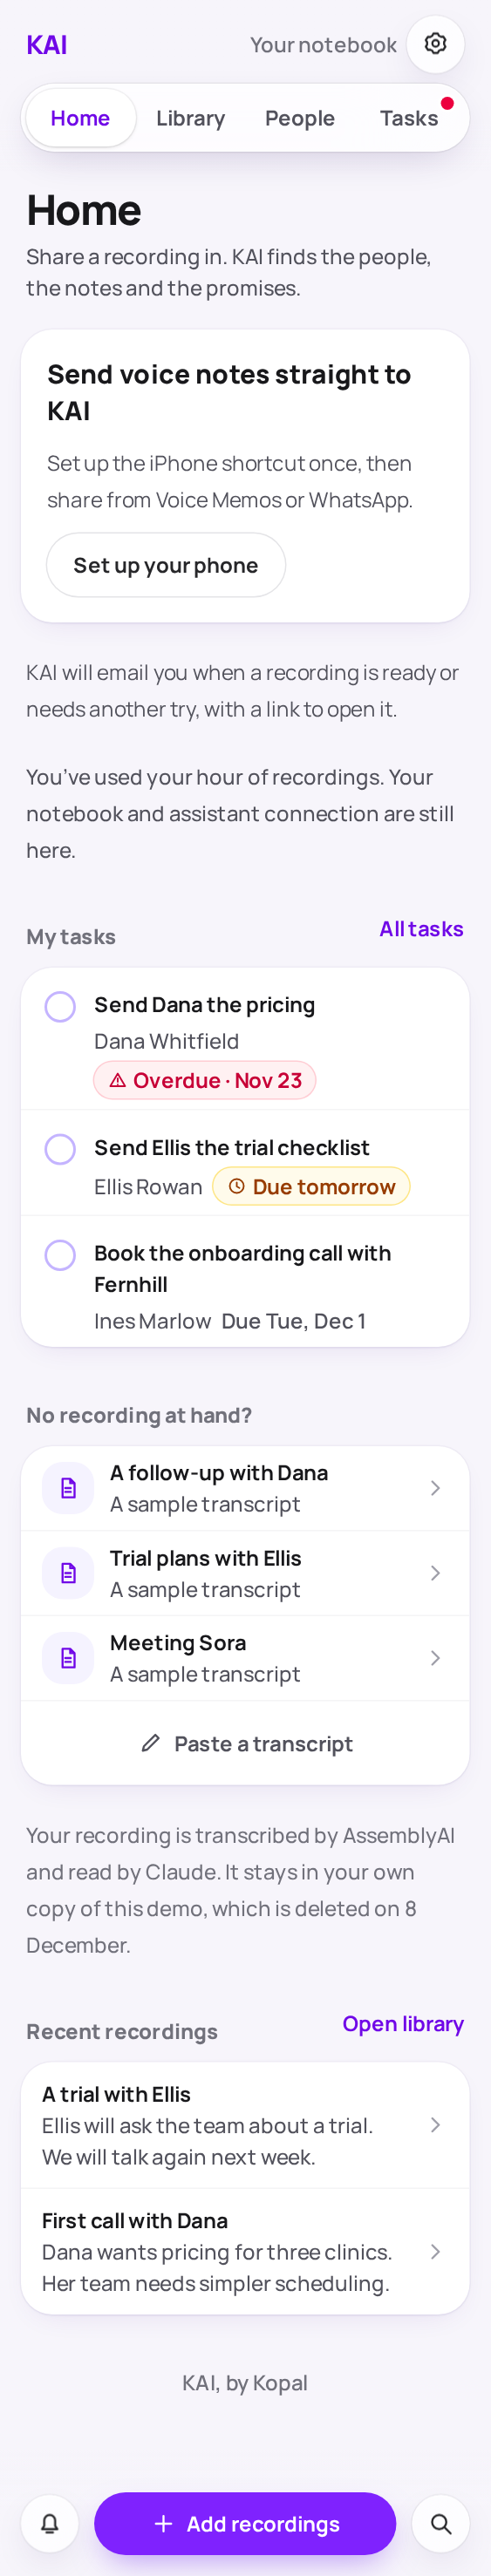 KAI
Your notebook
Home
Library
People
Tasks
Home
Share a recording in. KAI finds the people,
the notes and the promises.
Send voice notes straight to
KAI
Set up the iPhone shortcut once, then
share from Voice Memos or WhatsApp.
Set up your phone
KAI will email you when a recording is ready or
needs another try, with a link to open it.
You’ve used your hour of recordings. Your
notebook and assistant connection are still
here.
My tasks
All tasks
Send Dana the pricing
Dana Whitfield
Overdue · Nov 23
Send Ellis the trial checklist
Ellis Rowan
Due tomorrow
Book the onboarding call with
Fernhill
Ines Marlow Due Tue, Dec 1
No recording at hand?
A follow-up with Dana
A sample transcript
Trial plans with Ellis
A sample transcript
Meeting Sora
A sample transcript
Paste a transcript
Your recording is transcribed by AssemblyAI
and read by Claude. It stays in your own
copy of this demo, which is deleted on 8
December.
Recent recordings
Open library
A trial with Ellis
Ellis will ask the team about a trial.
We will talk again next week.
First call with Dana
Dana wants pricing for three clinics.
Her team needs simpler scheduling.
KAI, by Kopal
Add recordings